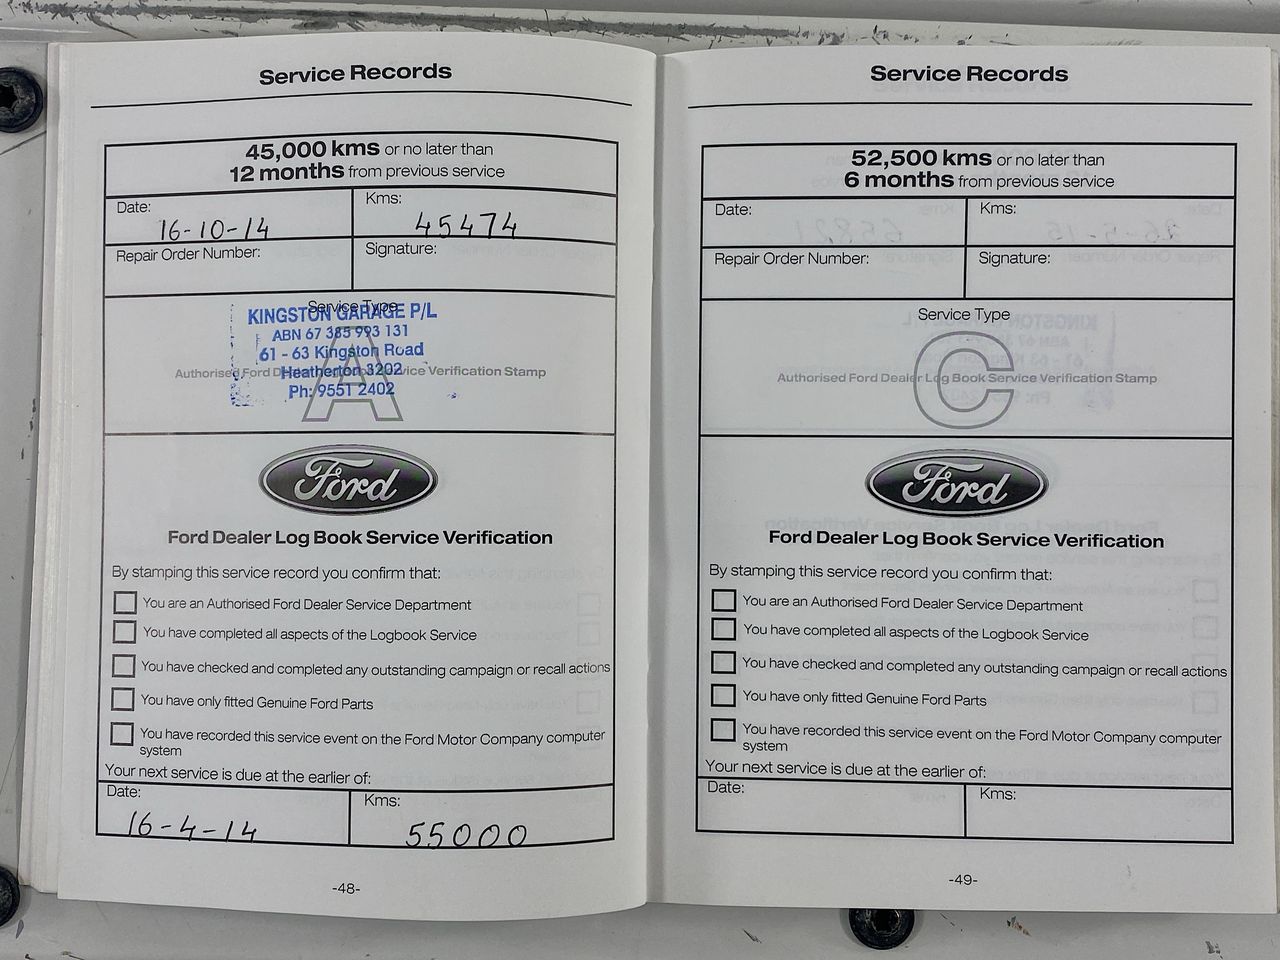 Service Records
45,000 kms or no later than
12 months from previous service
Date:
16-10-14
Kms:
45474
Repair Order Number:
Signature:
Service Type
A
KINGSTON GARAGE P/L
ABN 67 385 993 131
61 - 63 Kingston Road
Heatherton 3202
Ph: 9551 2402
Authorised Ford Service Verification Stamp
Ford
Ford Dealer Log Book Service Verification
By stamping this service record you confirm that:
You are an Authorised Ford Dealer Service Department
You have completed all aspects of the Logbook Service
You have checked and completed any outstanding campaign or recall actions
You have only fitted Genuine Ford Parts
You have recorded this service event on the Ford Motor Company computer
system
Your next service is due at the earlier of:
Date:
16-4-14
Kms:
55000
-48-
Service Records
52,500 kms or no later than
6 months from previous service
Date:
Kms:
Repair Order Number:
Signature:
Service Type
C
Authorised Ford Dealer Log Book Service Verification Stamp
Ford
Ford Dealer Log Book Service Verification
By stamping this service record you confirm that:
You are an Authorised Ford Dealer Service Department
You have completed all aspects of the Logbook Service
You have checked and completed any outstanding campaign or recall actions
You have only fitted Genuine Ford Parts
You have recorded this service event on the Ford Motor Company computer
system
Your next service is due at the earlier of:
Date:
Kms:
-49-